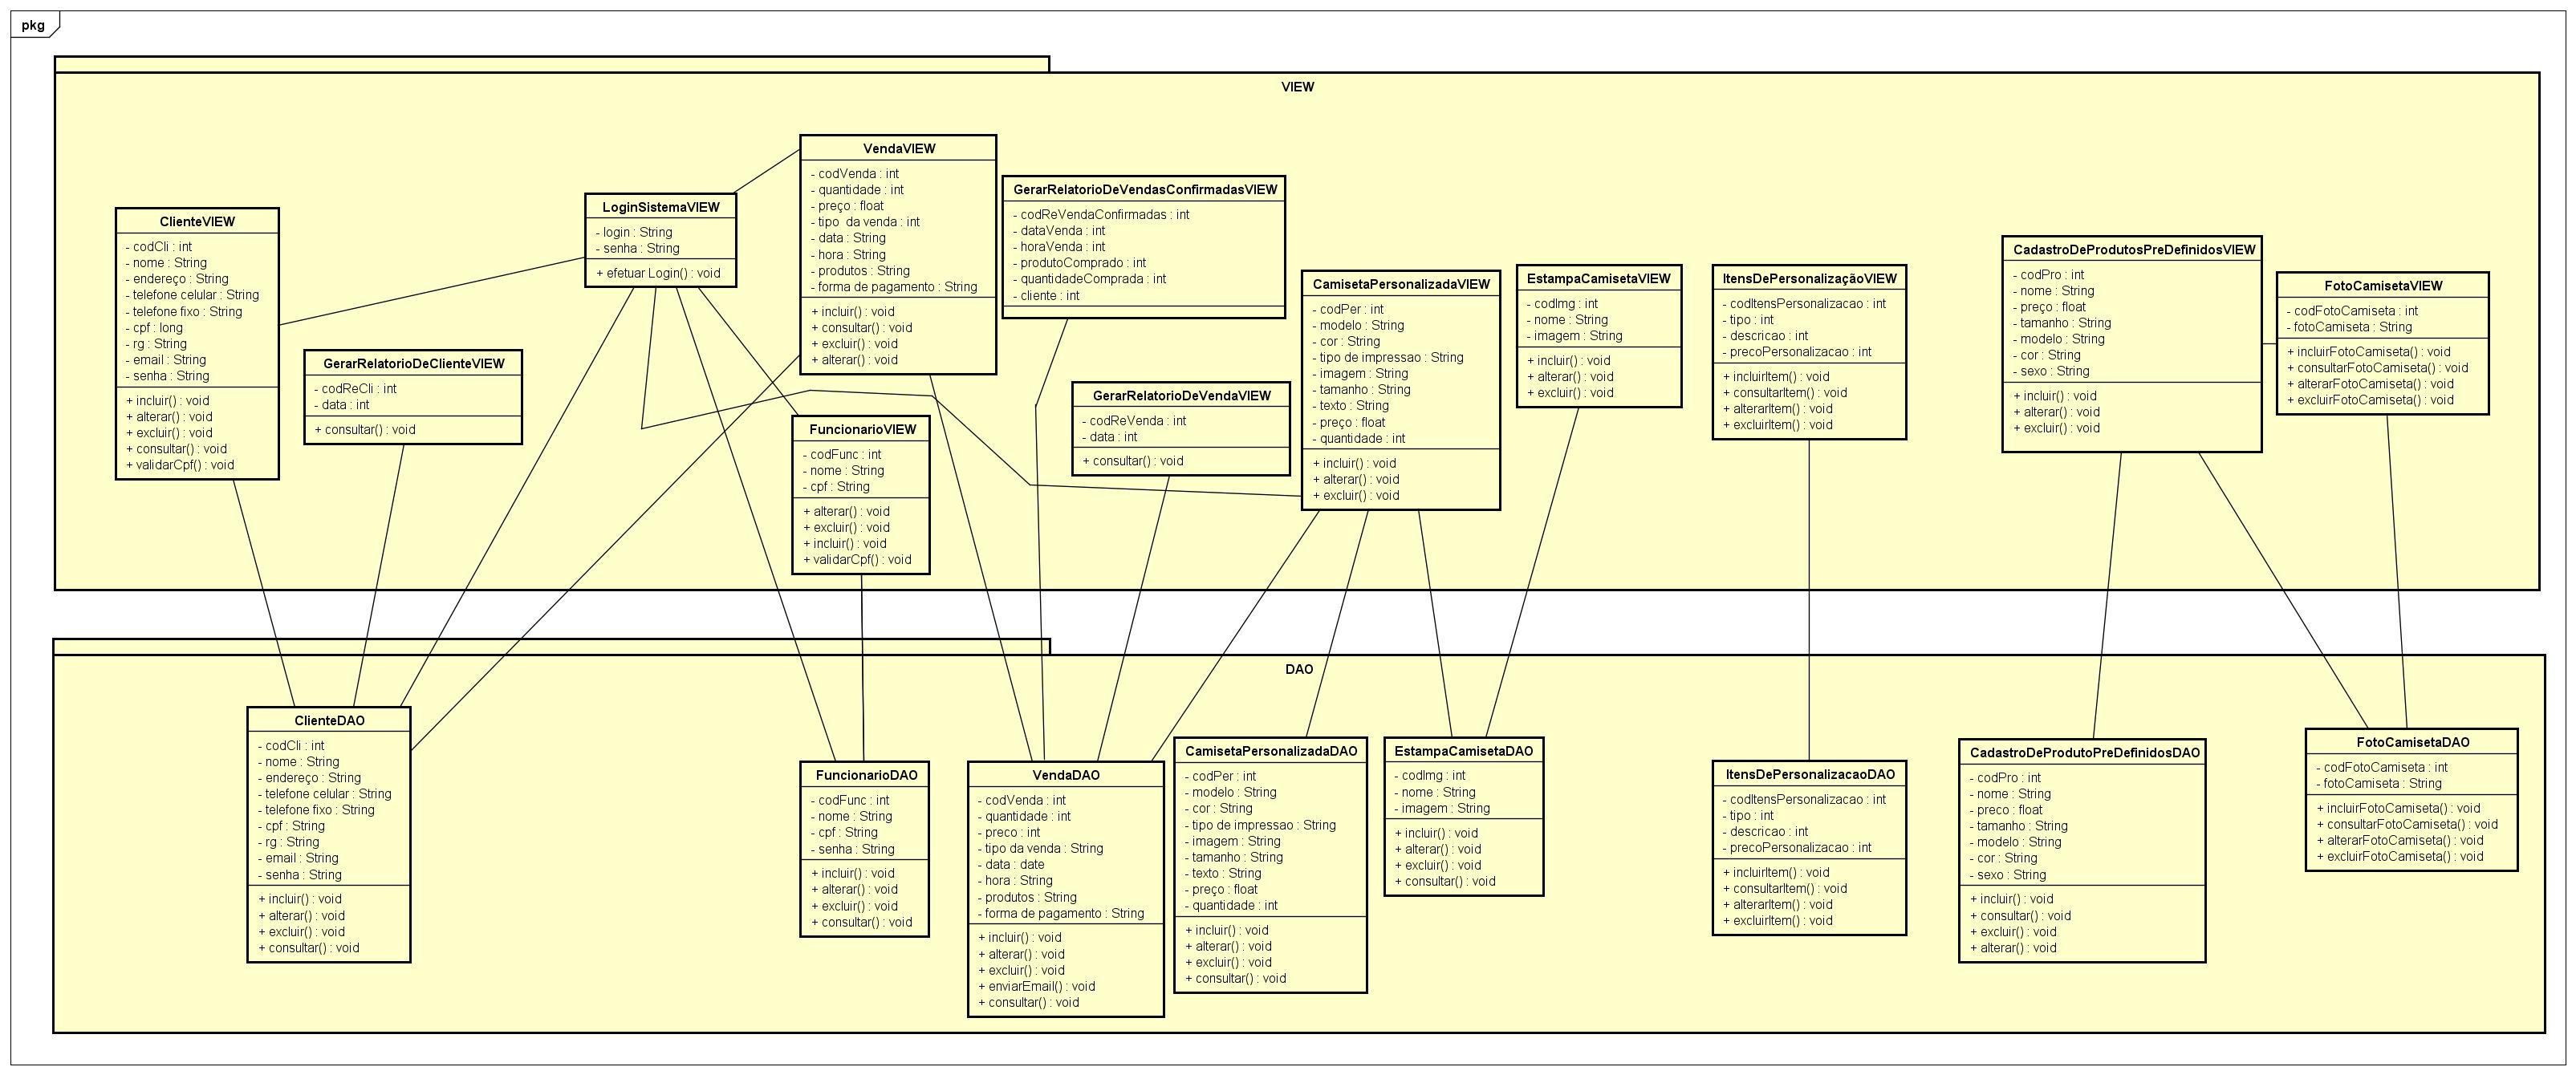 pkg
VIEW
ClienteVIEW
- codCli : int
- nome : String
- endereço : String
- telefone celular : String
- telefone fixo : String
- cpf : long
- rg : String
- email : String
- senha : String
+ incluir() : void
+ alterar() : void
+ excluir() : void
+ consultar() : void
+ validarCpf() : void
GerarRelatorioDeClienteVIEW
- codReCli : int
- data : int
+ consultar() : void
LoginSistemaVIEW
- login : String
- senha : String
+ efetuar Login() : void
VendaVIEW
- codVenda : int
- quantidade : int
- preço : float
- tipo  da venda : int
- data : String
- hora : String
- produtos : String
- forma de pagamento : String
+ incluir() : void
+ consultar() : void
+ excluir() : void
+ alterar() : void
FuncionarioVIEW
- codFunc : int
- nome : String
- cpf : String
+ alterar() : void
+ excluir() : void
+ incluir() : void
+ validarCpf() : void
GerarRelatorioDeVendasConfirmadasVIEW
- codReVendaConfirmadas : int
- dataVenda : int
- horaVenda : int
- produtoComprado : int
- quantidadeComprada : int
- cliente : int
GerarRelatorioDeVendaVIEW
- codReVenda : int
- data : int
+ consultar() : void
CamisetaPersonalizadaVIEW
- codPer : int
- modelo : String
- cor : String
- tipo de impressao : String
- imagem : String
- tamanho : String
- texto : String
- preço : float
- quantidade : int
+ incluir() : void
+ alterar() : void
+ excluir() : void
EstampaCamisetaVIEW
- codImg : int
- nome : String
- imagem : String
+ incluir() : void
+ alterar() : void
+ excluir() : void
ItensDePersonalizaçãoVIEW
- codItensPersonalizacao : int
- tipo : int
- descricao : int
- precoPersonalizacao : int
+ incluirItem() : void
+ consultarItem() : void
+ alterarItem() : void
+ excluirItem() : void
CadastroDeProdutosPreDefinidosVIEW
- codPro : int
- nome : String
- preço : float
- tamanho : String
- modelo : String
- cor : String
- sexo : String
+ incluir() : void
+ alterar() : void
+ excluir() : void
FotoCamisetaVIEW
- codFotoCamiseta : int
- fotoCamiseta : String
+ incluirFotoCamiseta() : void
+ consultarFotoCamiseta() : void
+ alterarFotoCamiseta() : void
+ excluirFotoCamiseta() : void
DAO
ClienteDAO
- codCli : int
- nome : String
- endereço : String
- telefone celular : String
- telefone fixo : String
- cpf : String
- rg : String
- email : String
- senha : String
+ incluir() : void
+ alterar() : void
+ excluir() : void
+ consultar() : void
FuncionarioDAO
- codFunc : int
- nome : String
- cpf : String
- senha : String
+ incluir() : void
+ alterar() : void
+ excluir() : void
+ consultar() : void
VendaDAO
- codVenda : int
- quantidade : int
- preco : int
- tipo da venda : String
- data : date
- hora : String
- produtos : String
- forma de pagamento : String
+ incluir() : void
+ alterar() : void
+ excluir() : void
+ enviarEmail() : void
+ consultar() : void
CamisetaPersonalizadaDAO
- codPer : int
- modelo : String
- cor : String
- tipo de impressao : String
- imagem : String
- tamanho : String
- texto : String
- preço : float
- quantidade : int
+ incluir() : void
+ alterar() : void
+ excluir() : void
+ consultar() : void
EstampaCamisetaDAO
- codImg : int
- nome : String
- imagem : String
+ incluir() : void
+ alterar() : void
+ excluir() : void
+ consultar() : void
ItensDePersonalizacaoDAO
- codItensPersonalizacao : int
- tipo : int
- descricao : int
- precoPersonalizacao : int
+ incluirItem() : void
+ consultarItem() : void
+ alterarItem() : void
+ excluirItem() : void
CadastroDeProdutoPreDefinidosDAO
- codPro : int
- nome : String
- preco : float
- tamanho : String
- modelo : String
- cor : String
- sexo : String
+ incluir() : void
+ consultar() : void
+ excluir() : void
+ alterar() : void
FotoCamisetaDAO
- codFotoCamiseta : int
- fotoCamiseta : String
+ incluirFotoCamiseta() : void
+ consultarFotoCamiseta() : void
+ alterarFotoCamiseta() : void
+ excluirFotoCamiseta() : void